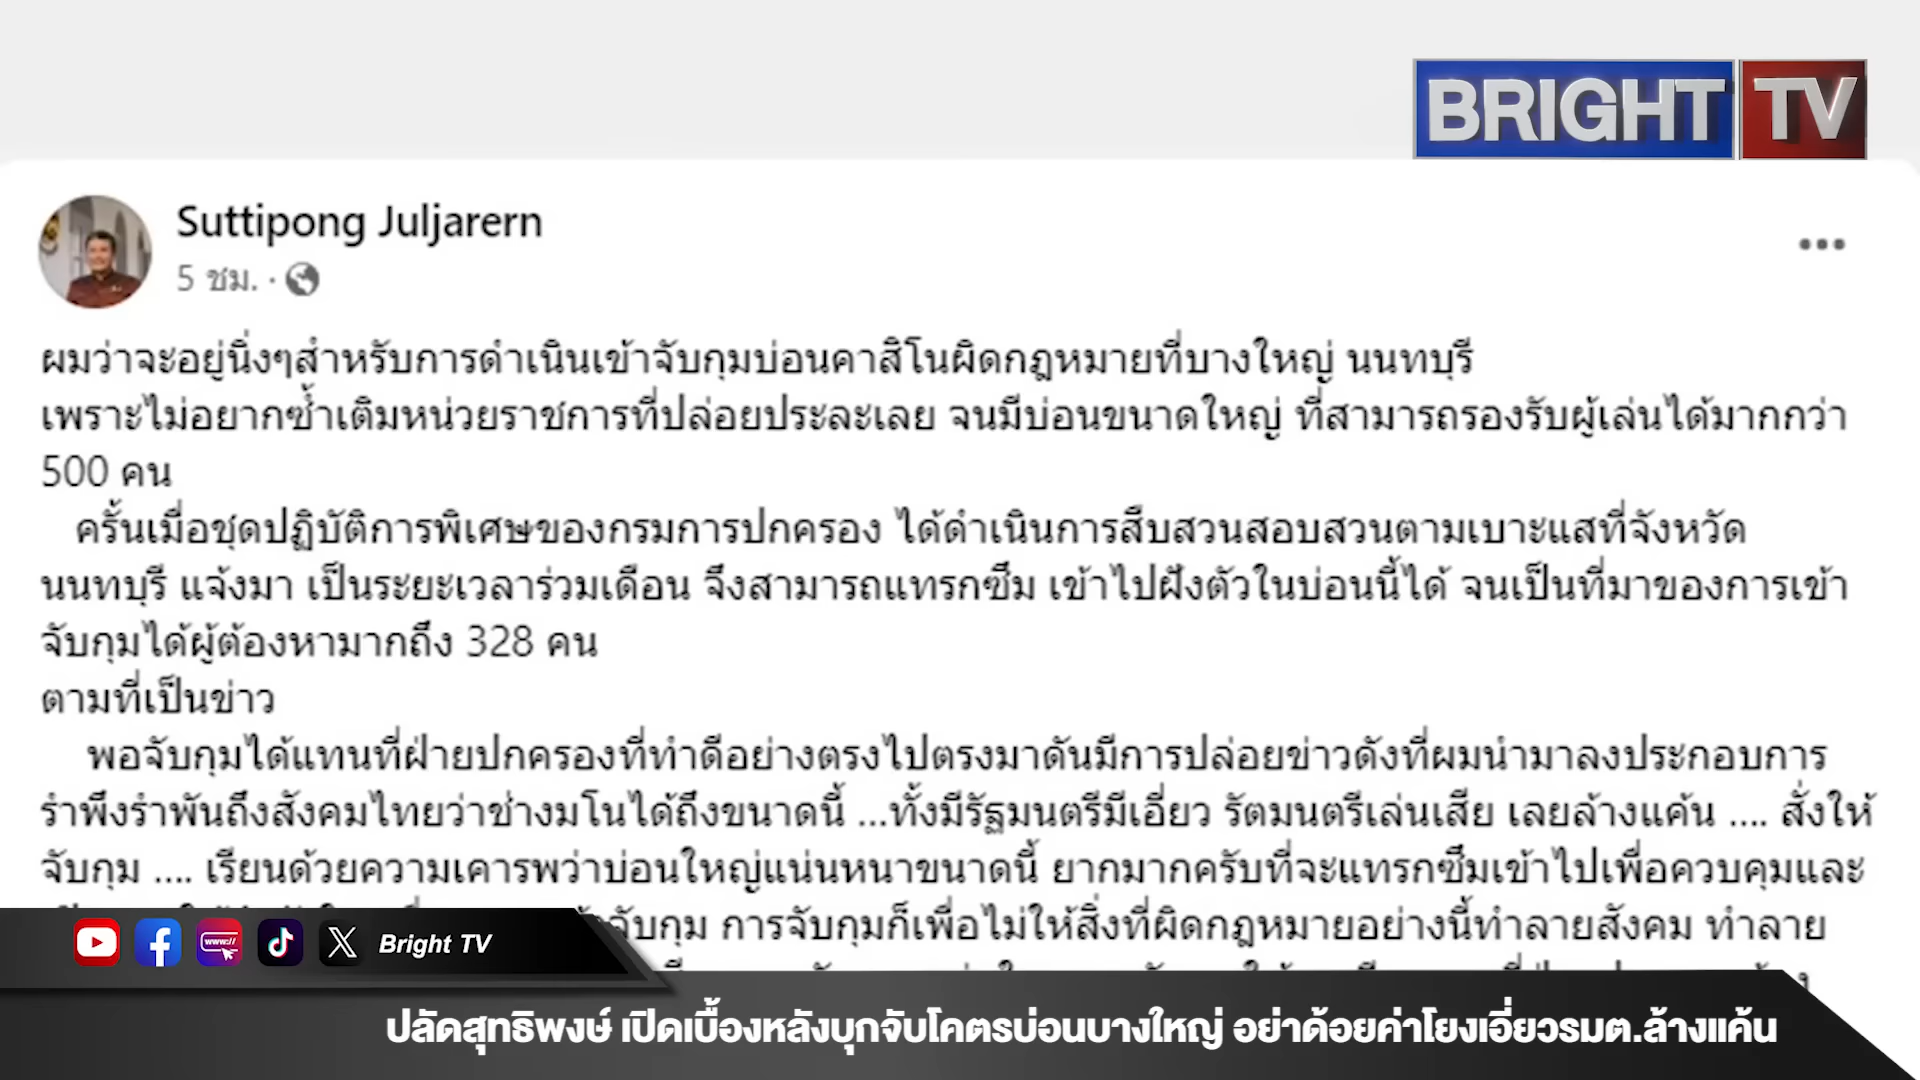 BRIGHT TV
Suttipong Juljarern
5 ชม.
ผมว่าจะอยู่นิ่งๆสำหรับการดำเนินเข้าจับกุมบ่อนคาสิโนผิดกฎหมายที่บางใหญ่ นนทบุรี
เพราะไม่อยากซ้ำเติมหน่วยราชการที่ปล่อยประละเลย จนมีบ่อนขนาดใหญ่ ที่สามารถรองรับผู้เล่นได้มากกว่า
500 คน
ครั้นเมื่อชุดปฏิบัติการพิเศษของกรมการปกครอง ได้ดำเนินการสืบสวนสอบสวนตามเบาะแสที่จังหวัด
นนทบุรี แจ้งมา เป็นระยะเวลาร่วมเดือน จึงสามารถแทรกซึม เข้าไปฝังตัวในบ่อนนี้ได้ จนเป็นที่มาของการเข้า
จับกุมได้ผู้ต้องหามากถึง 328 คน
ตามที่เป็นข่าว
พอจับกุมได้แทนที่ฝ่ายปกครองที่ทำดีอย่างตรงไปตรงมาดันมีการปล่อยข่าวดังที่ผมนำมาลงประกอบการ
รำพึงรำพันถึงสังคมไทยว่าช่างมโนได้ถึงขนาดนี้ ...ทั้งมีรัฐมนตรีมีเอี่ยว รัตมนตรีเล่นเสีย เลยล้างแค้น .... สั่งให้
จับกุม .... เรียนด้วยความเคารพว่าบ่อนใหญ่แน่นหนาขนาดนี้ ยากมากครับที่จะแทรกซึมเข้าไปเพื่อควบคุมและ
จับกุม การจับกุมก็เพื่อไม่ให้สิ่งที่ผิดกฎหมายอย่างนี้ทำลายสังคม ทำลาย
Bright TV
ปลัดสุทธิพงษ์ เปิดเบื้องหลังบุกจับโคตรบ่อนบางใหญ่ อย่าด้อยค่าโยงเอี่ยวรมต.ล้างแค้น